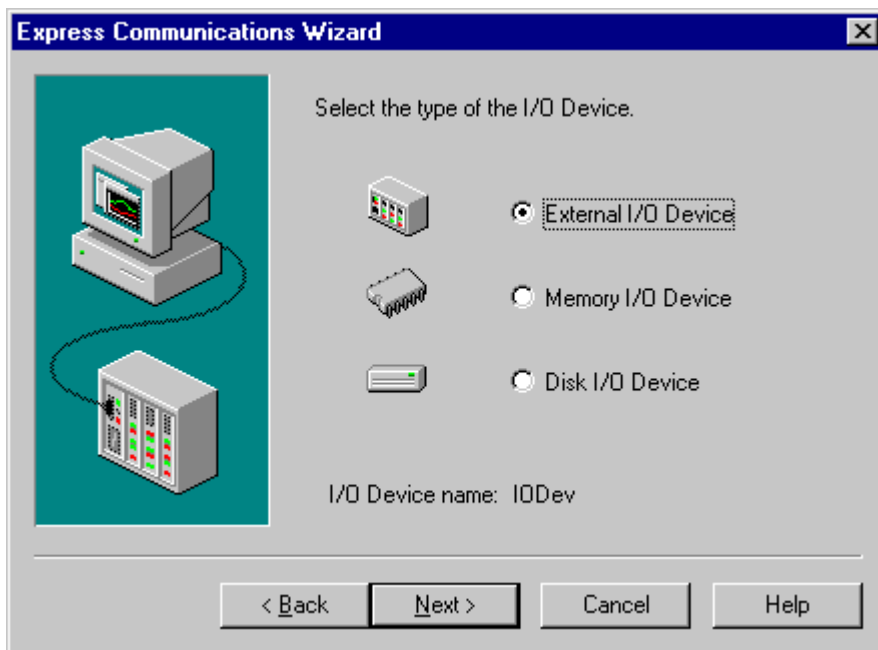 Express Communications Wizard
Select the type of the I/O Device.
External I/O Device
Memory I/O Device
Disk I/O Device
I/O Device name: IODev
< Back Next > Cancel Help